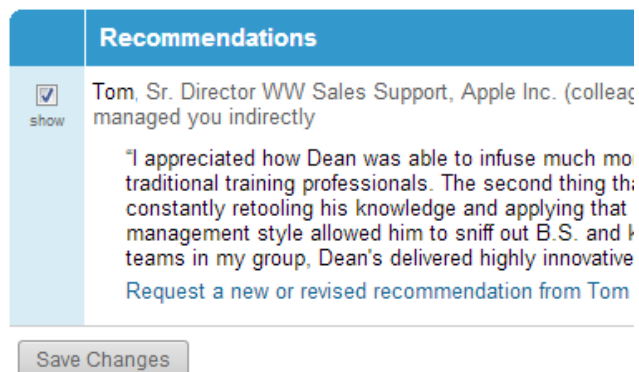 Recommendations
show
Tom, Sr. Director WW Sales Support, Apple Inc. (colleag
managed you indirectly
"I appreciated how Dean was able to infuse much mo
traditional training professionals. The second thing tha
constantly retooling his knowledge and applying that
management style allowed him to sniff out B.S. and k
teams in my group, Dean's delivered highly innovative
Request a new or revised recommendation from Tom
Save Changes